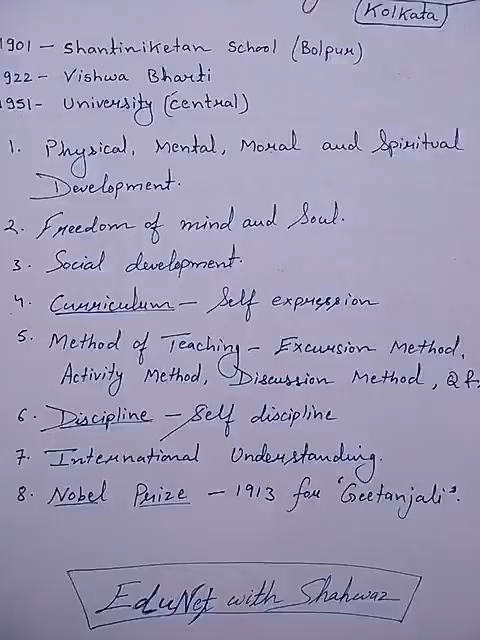 (Kolkata)
1901 - Shantiniketan School (Bolpur)
922 - Vishwa Bharti
1951- University (central)
1. Physical, Mental, Moral and Spiritual
Development.
2. Freedom of mind and Soul.
3. Social development.
4. Curriculum - Self expression
5. Method of Teaching - Excursion Method,
Activity Method, Discussion Method,
6. Discipline - Self discipline
7. International Understanding.
8. Nobel Prize - 1913 for 'Geetanjali'.
EduNet with Shahwaz